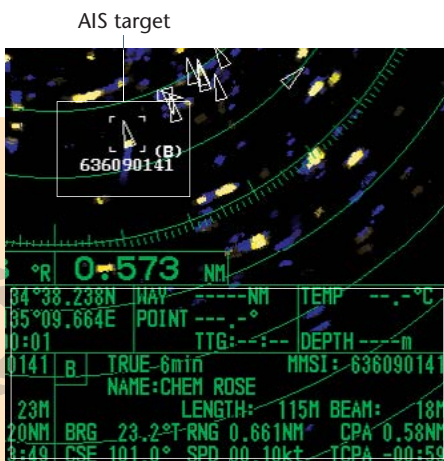 AIS target
(B)
636090141
°R 0.573 NM
34°38.238N WAY -----NM TEMP --.-°C
35°09.664E POINT ---.-°
0:01 TTG:--:-- DEPTH ----m
0141 B TRUE-6min MMSI: 636090141
NAME:CHEM ROSE
23M LENGTH: 115M BEAM: 18M
20NM BRG 23.2°T RNG 0.661NM CPA 0.58NM
3:49 CSE 101.0° SPD 00.10kt TCPA -00:53